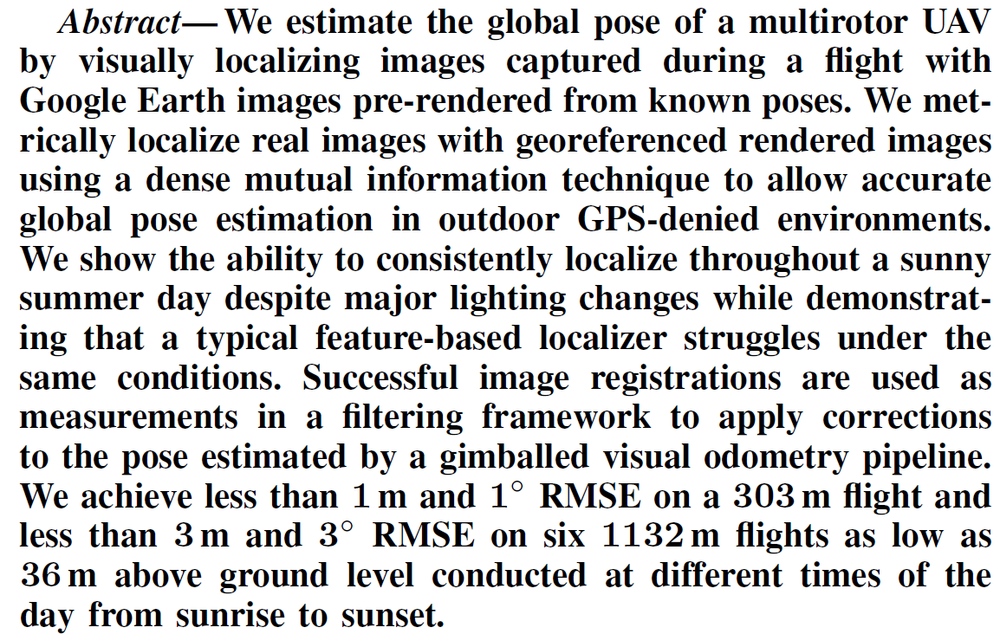 Abstract— We estimate the global pose of a multirotor UAV
by visually localizing images captured during a flight with
Google Earth images pre-rendered from known poses. We met-
rically localize real images with georeferenced rendered images
using a dense mutual information technique to allow accurate
global pose estimation in outdoor GPS-denied environments.
We show the ability to consistently localize throughout a sunny
summer day despite major lighting changes while demonstrat-
ing that a typical feature-based localizer struggles under the
same conditions. Successful image registrations are used as
measurements in a filtering framework to apply corrections
to the pose estimated by a gimballed visual odometry pipeline.
We achieve less than 1 m and 1° RMSE on a 303 m flight and
less than 3 m and 3° RMSE on six 1132 m flights as low as
36 m above ground level conducted at different times of the
day from sunrise to sunset.